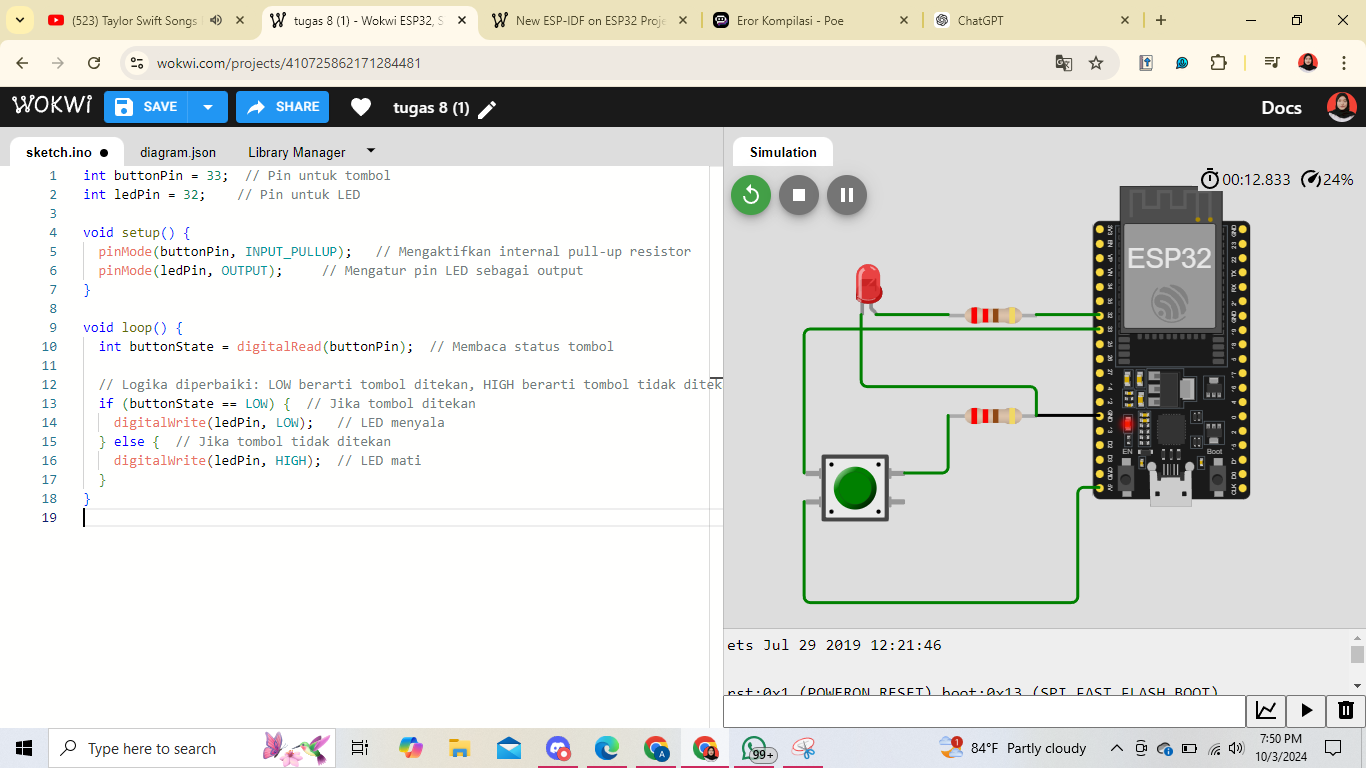 (523) Taylor Swift Songs
tugas 8 (1) - Wokwi ESP32, S
New ESP-IDF on ESP32 Proje
Eror Kompilasi - Poe
ChatGPT
wokwi.com/projects/410725862171284481
WOKWi
SAVE
SHARE
tugas 8 (1)
Docs
sketch.ino
diagram.json
Library Manager
1 int buttonPin = 33;  // Pin untuk tombol
2 int ledPin = 32;    // Pin untuk LED
3
4 void setup() {
5   pinMode(buttonPin, INPUT_PULLUP);   // Mengaktifkan internal pull-up resistor
6   pinMode(ledPin, OUTPUT);     // Mengatur pin LED sebagai output
7 }
8
9 void loop() {
10   int buttonState = digitalRead(buttonPin);  // Membaca status tombol
11
12   // Logika diperbaiki: LOW berarti tombol ditekan, HIGH berarti tombol tidak ditek
13   if (buttonState == LOW) {  // Jika tombol ditekan
14     digitalWrite(ledPin, LOW);   // LED menyala
15   } else {  // Jika tombol tidak ditekan
16     digitalWrite(ledPin, HIGH);  // LED mati
17   }
18 }
19
Simulation
00:12.833
24%
ESP32
EN
Boot
ets Jul 29 2019 12:21:46
rst:0x1 (POWERON_RESET),boot:0x13 (SPI_FAST_FLASH_BOOT)
Type here to search
99+
84°F Partly cloudy
7:50 PM
10/3/2024